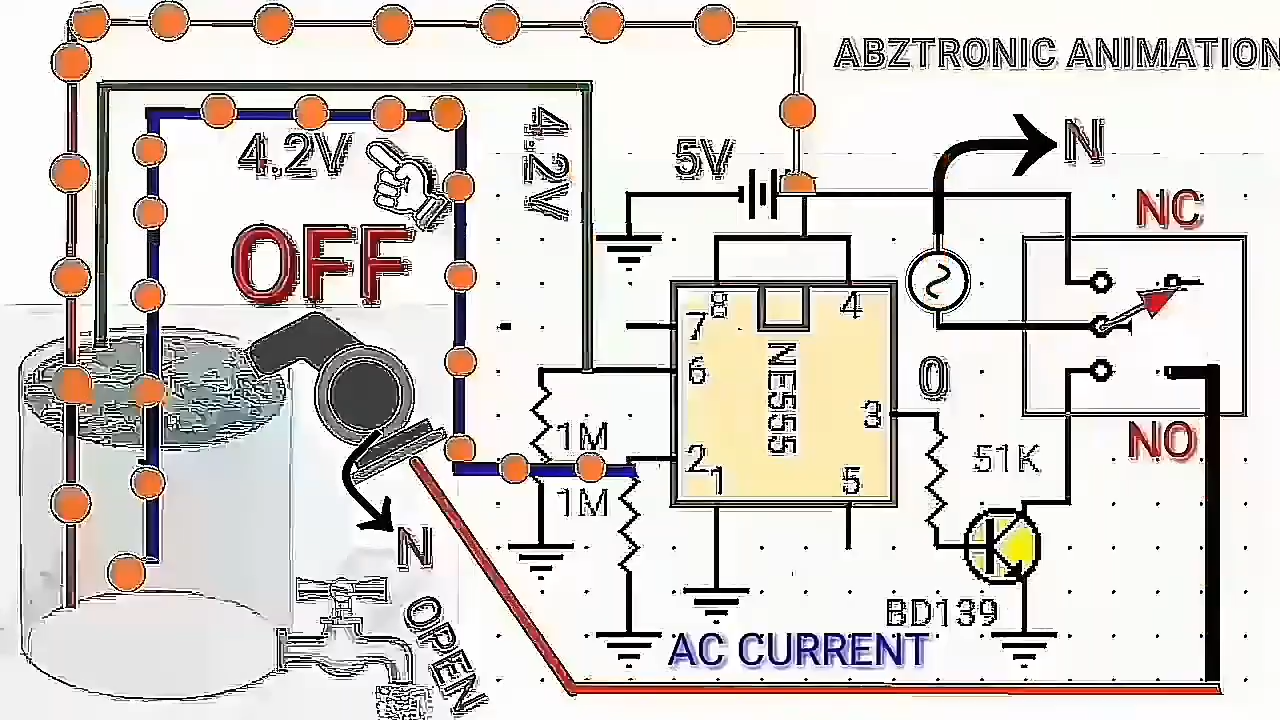 ABZTRONIC ANIMATION
4.2V
4.2V
5V
N
NC
OFF
8
4
7
6
NE555
0
3
1M
2
1
5
51K
NO
1M
N
BD139
OPEN
AC CURRENT